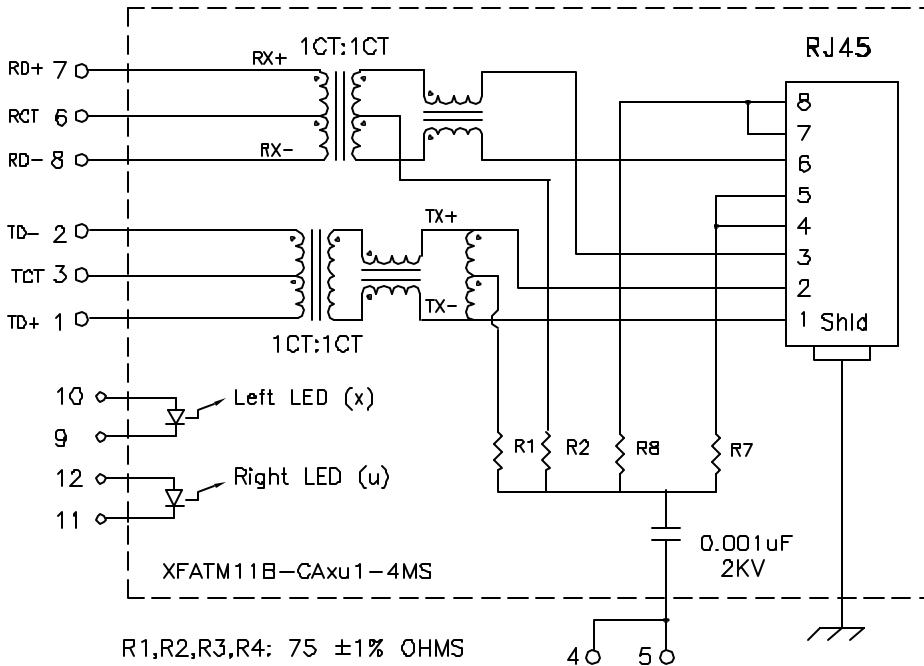 1CT:1CT
RJ45
RD+ 7
RX+
RCT 6
RD- 8
RX-
8
7
6
5
4
3
2
1 Shld
TD- 2
TX+
TCT 3
TX-
TD+ 1
1CT:1CT
10
Left LED (x)
9
12
Right LED (u)
11
R1
R2
R8
R7
0.001uF
2KV
XFATM11B-CAxu1-4MS
R1,R2,R3,R4: 75 ±1% OHMS
4
5